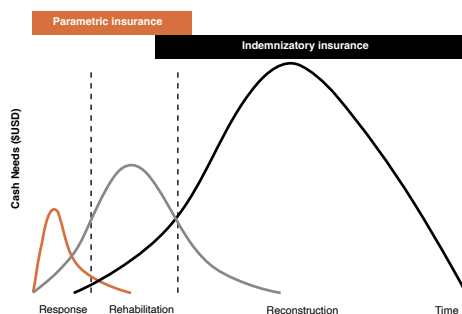 Parametric insurance
Indemnizatory insurance
Cash Needs ($USD)
Response
Rehabilitation
Reconstruction
Time